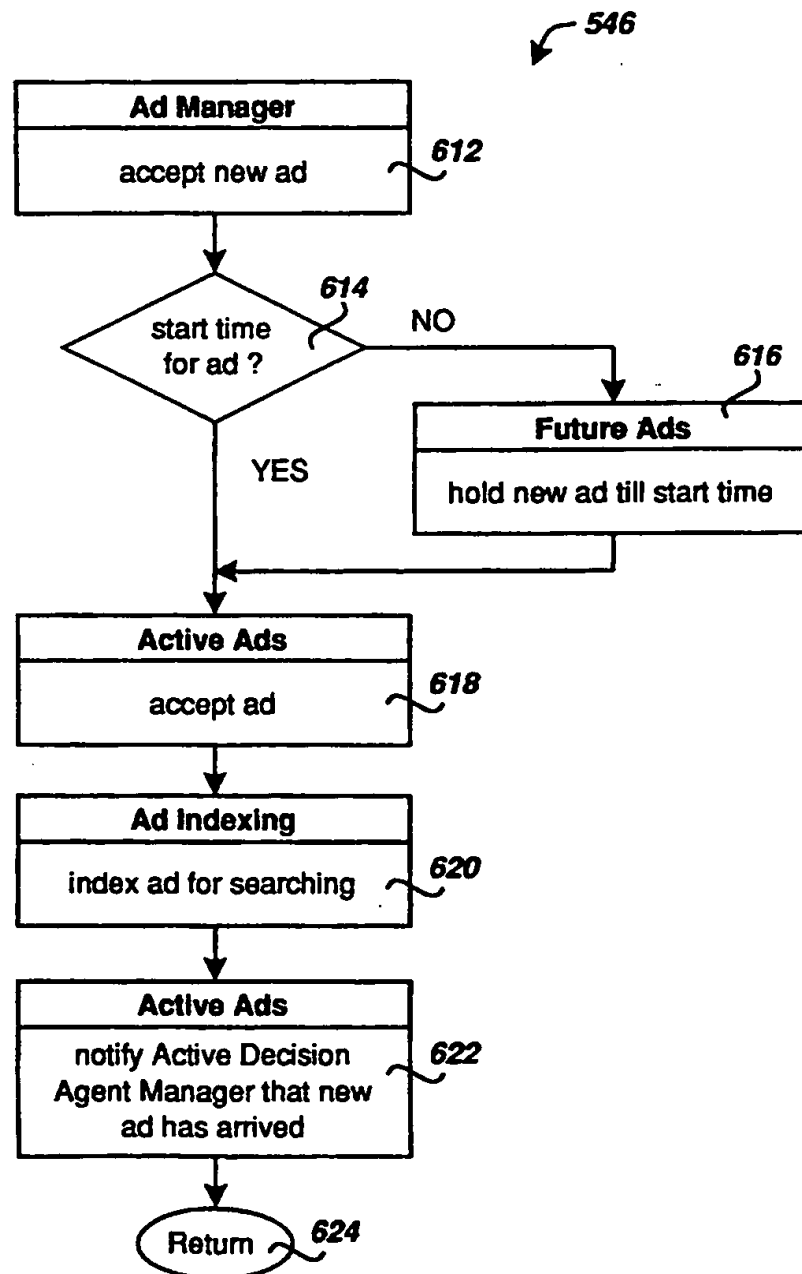 546
Ad Manager
accept new ad
612
start time
for ad ?
614
NO
YES
616
Future Ads
hold new ad till start time
Active Ads
accept ad
618
Ad Indexing
index ad for searching
620
Active Ads
notify Active Decision
Agent Manager that new
ad has arrived
622
Return
624